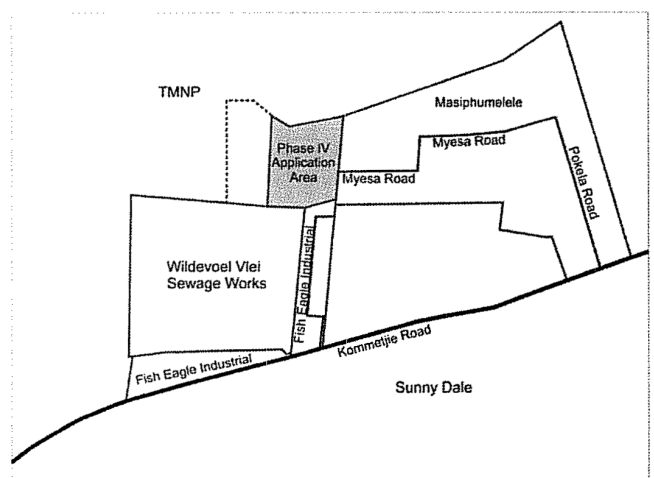 TMNP
Masiphumelele
Phase IV
Application
Area
Myesa Road
Myesa Road
Pokela Road
Wildevoel Vlei
Sewage Works
Fish Eagle Industrial
Fish Eagle Industrial
Kommetjie Road
Sunny Dale